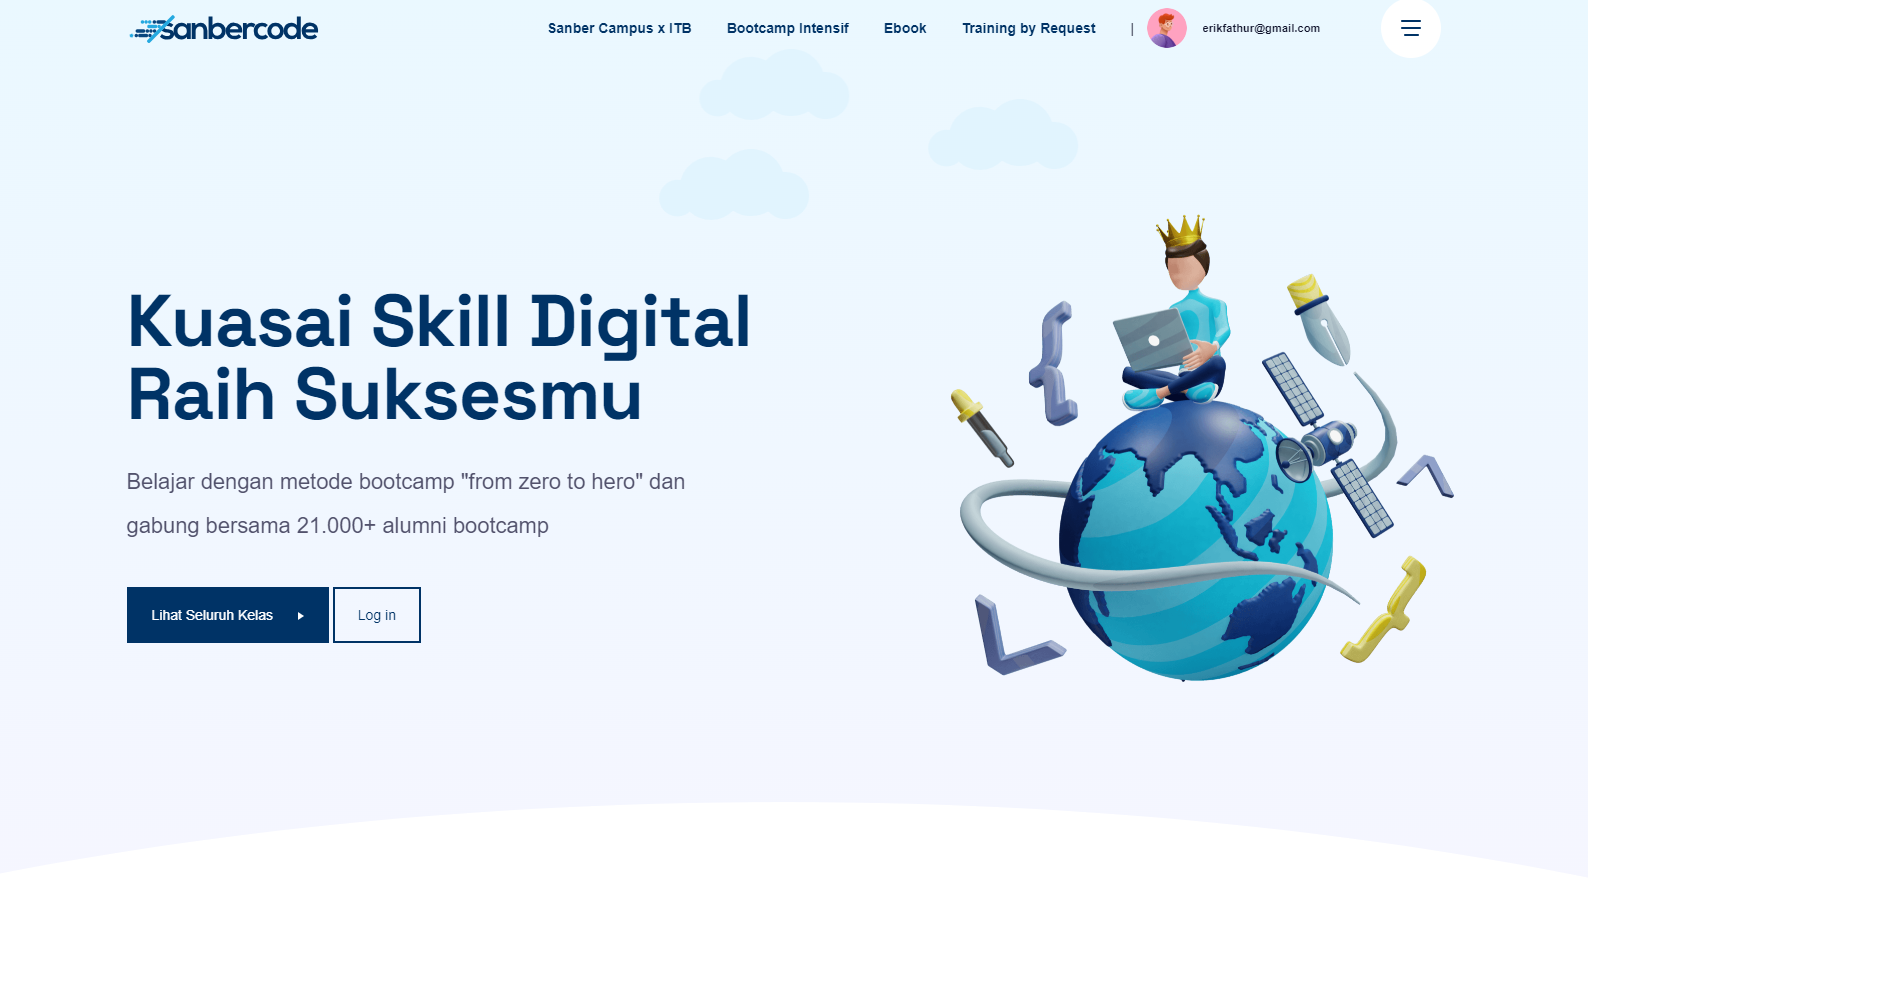 sanbercode
Sanber Campus x ITB
Bootcamp Intensif
Ebook
Training by Request
|
erikfathur@gmail.com
Kuasai Skill Digital
Raih Suksesmu
Belajar dengan metode bootcamp "from zero to hero" dan
gabung bersama 21.000+ alumni bootcamp
Lihat Seluruh Kelas
Log in